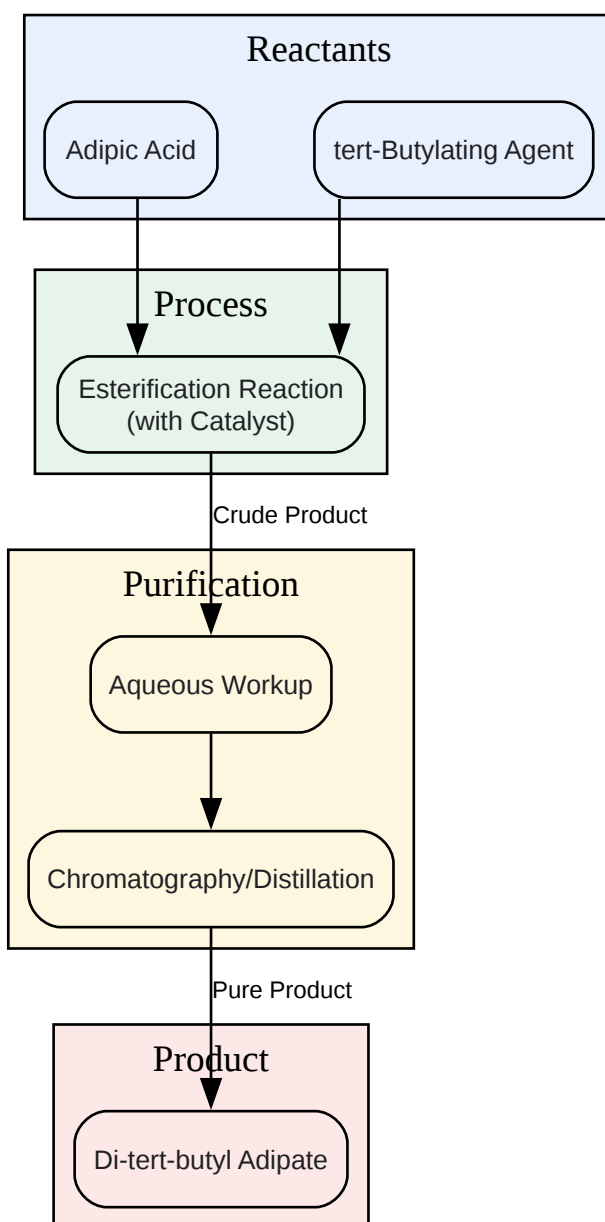 Reactants
Adipic Acid
tert-Butylating Agent
Process
Esterification Reaction
(with Catalyst)
Crude Product
Purification
Aqueous Workup
Chromatography/Distillation
Pure Product
Product
Di-tert-butyl Adipate